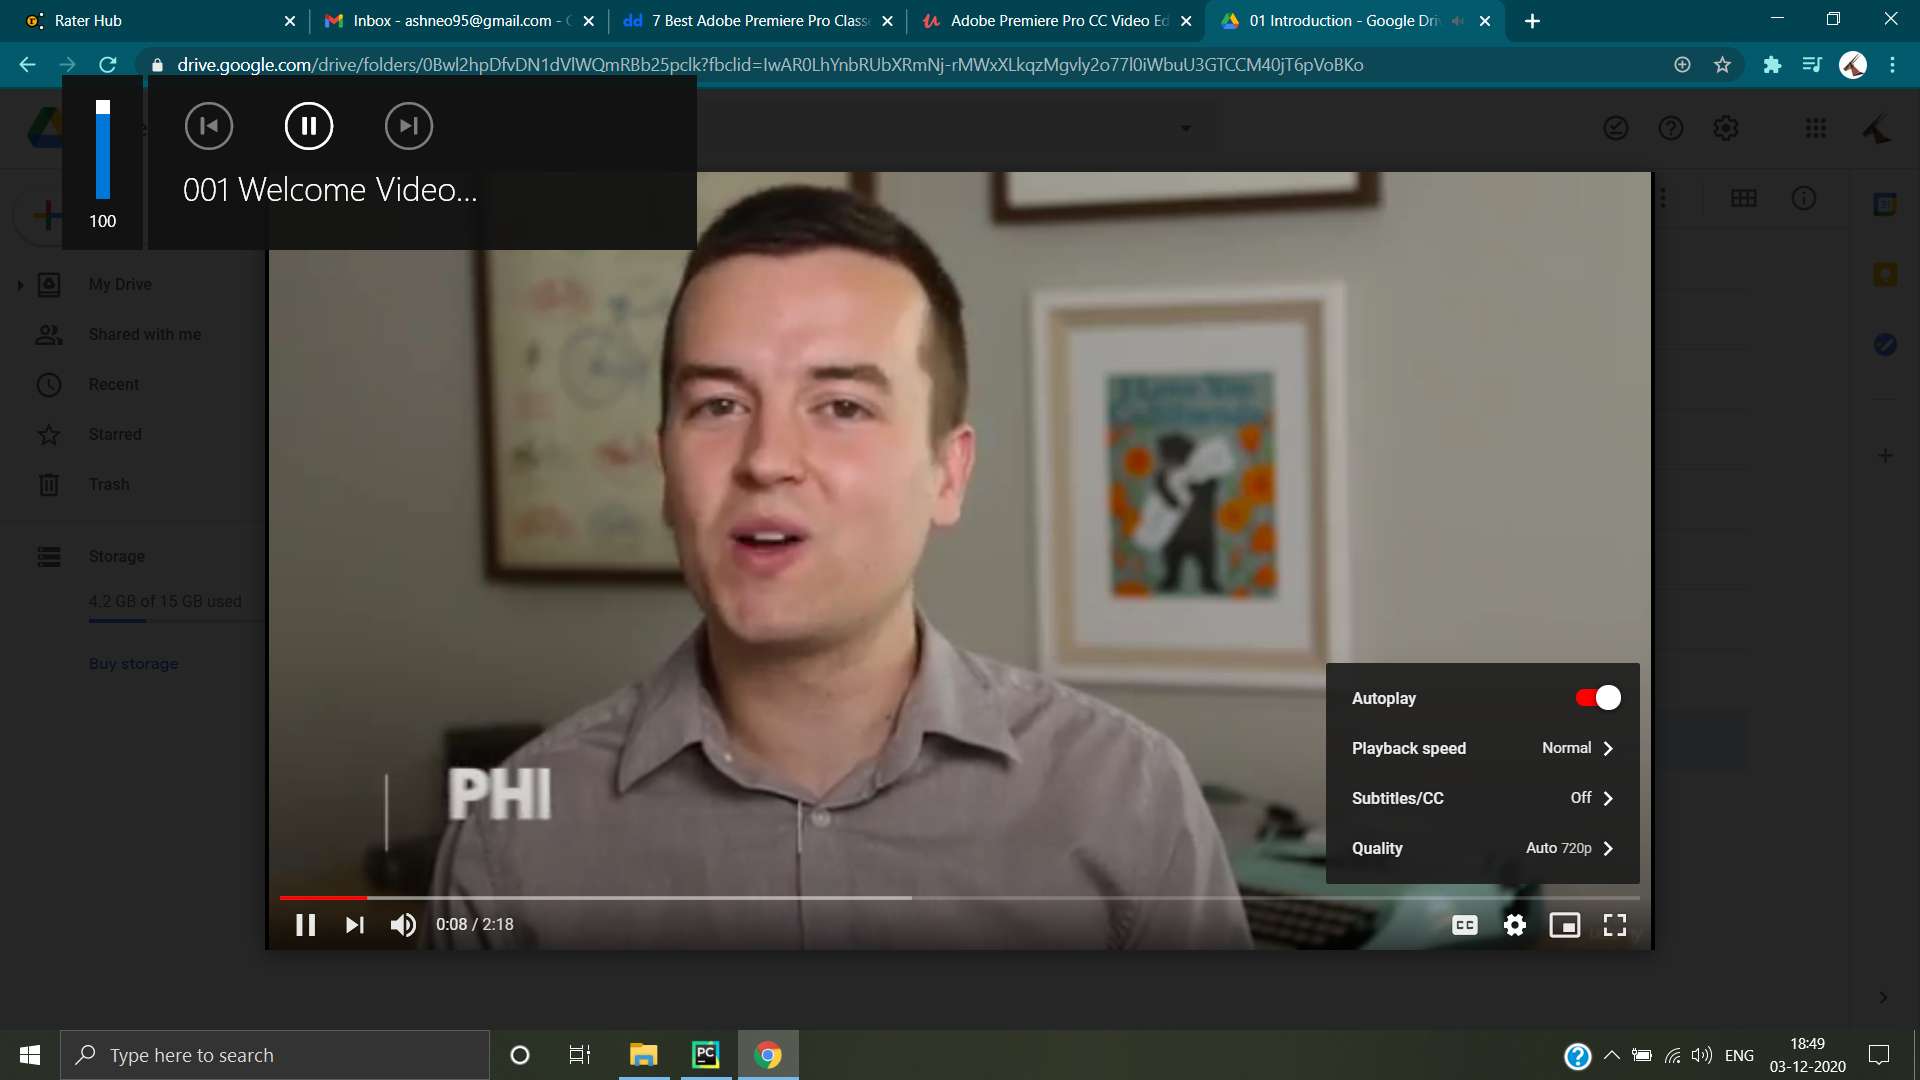 Rater Hub
Inbox - ashneo95@gmail.com -
7 Best Adobe Premiere Pro Classe
Adobe Premiere Pro CC Video Ed
01 Introduction - Google Dri
drive.google.com/drive/folders/0Bwl2hpDfvDN1dVlWQmRBb25pclk?fbclid=IwAR0LhYnbRUbXRmNj-rMWxXLkqzMgvly2o77l0iWbuU3GTCCM40jT6pVoBKo
001 Welcome Video...
100
My Drive
Shared with me
Recent
Starred
Trash
Storage
4.2 GB of 15 GB used
Buy storage
PHI
Autoplay
Playback speed Normal
Subtitles/CC Off
Quality Auto 720p
0:08 / 2:18
CC
Type here to search
PC
ENG
18:49
03-12-2020